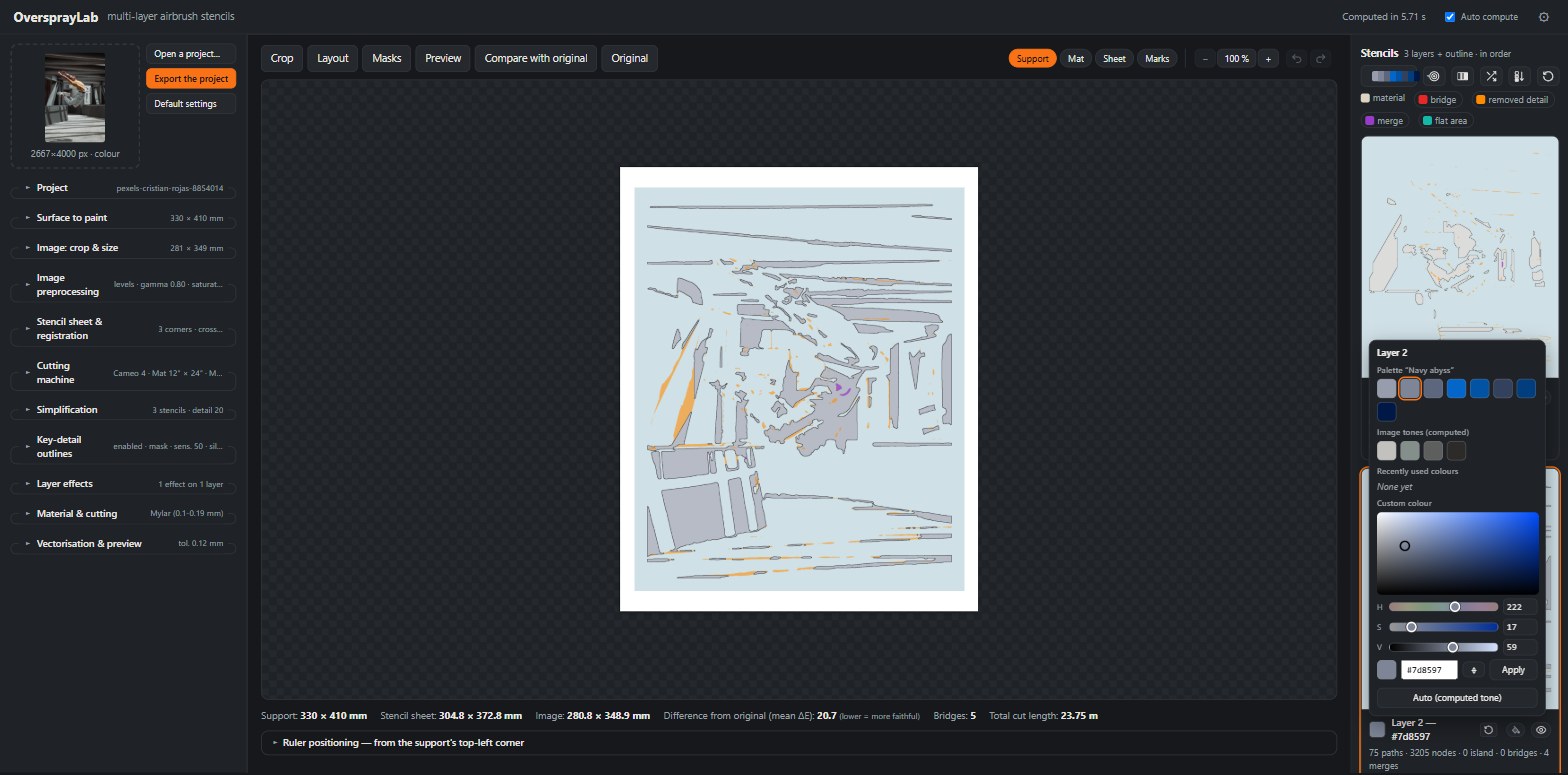 OversprayLab multi-layer airbrush stencils
Computed in 5.71 s Auto compute
Open a project...
Export the project
Default settings
2667×4000 px · colour
Project pexels-cristian-rojas-8854014
Surface to paint 330 × 410 mm
Image: crop & size 281 × 349 mm
Image preprocessing levels · gamma 0.80 · saturat...
Stencil sheet & registration 3 corners · cross...
Cutting machine Cameo 4 · Mat 12" × 24" · M...
Simplification 3 stencils · detail 20
Key-detail outlines enabled · mask · sens. 50 · sil...
Layer effects 1 effect on 1 layer
Material & cutting Mylar (0.1-0.19 mm)
Vectorisation & preview tol. 0.12 mm
Crop Layout Masks Preview Compare with original Original
Support Mat Sheet Marks − 100 % +
Support: 330 × 410 mm Stencil sheet: 304.8 × 372.8 mm Image: 280.8 × 348.9 mm Difference from original (mean ΔE): 20.7 (lower = more faithful) Bridges: 5 Total cut length: 23.75 m
Ruler positioning — from the support's top-left corner
Stencils 3 layers + outline · in order
material bridge removed detail
merge flat area
Layer 2
Palette "Navy abyss"
Image tones (computed)
Recently used colours
None yet
Custom colour
H 222
S 17
V 59
#7d8597 Apply
Auto (computed tone)
Layer 2 —
#7d8597
75 paths · 3205 nodes · 0 island · 0 bridges · 4
merges